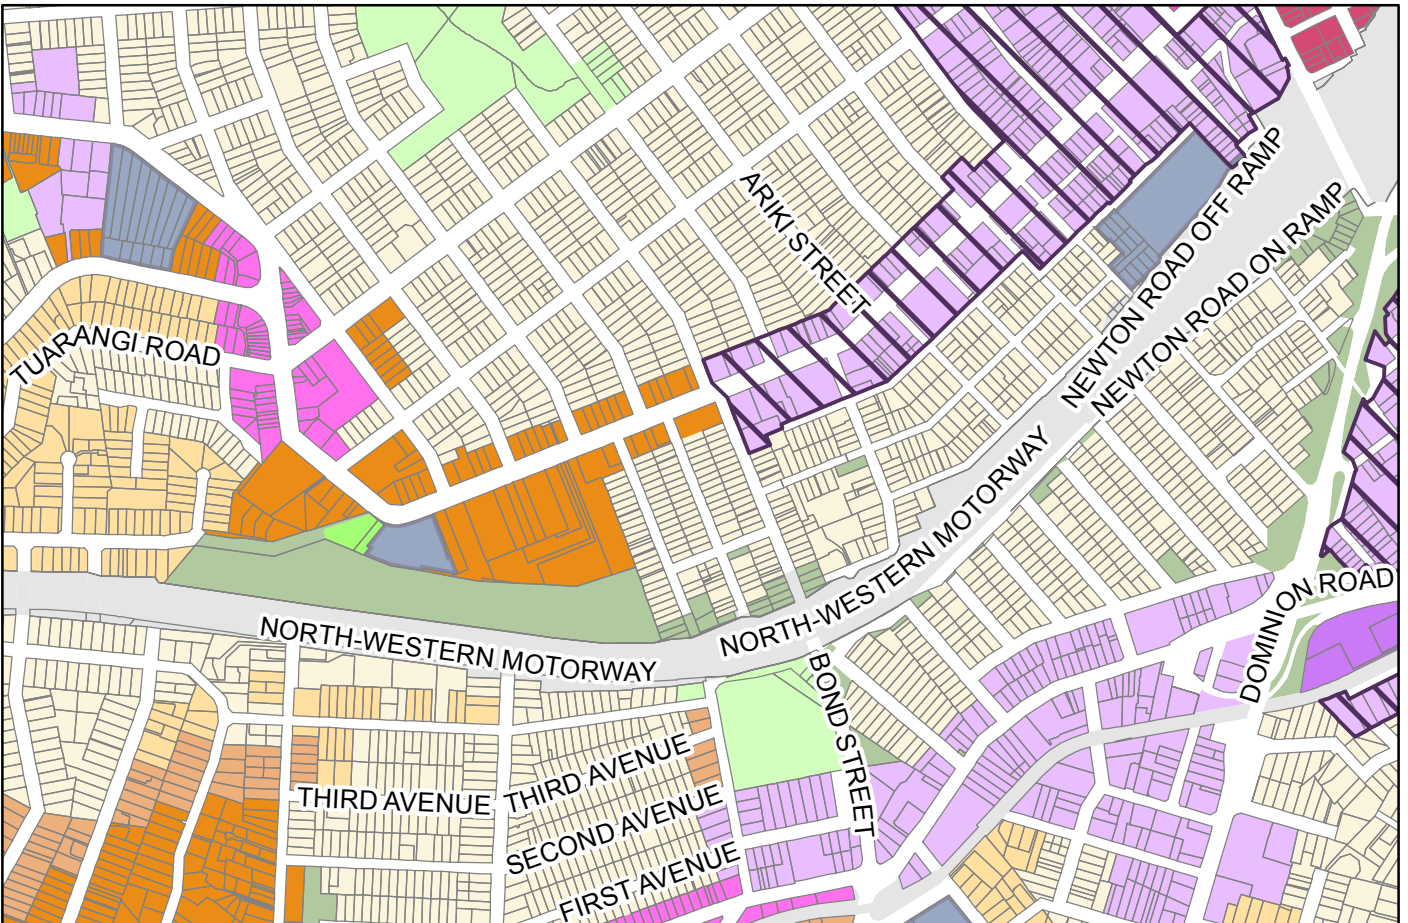 ARIKI STREET
NEWTON ROAD OFF RAMP
NEWTON ROAD ON RAMP
TUARANGI ROAD
NORTH-WESTERN MOTORWAY
NORTH-WESTERN MOTORWAY
DOMINION ROAD
BOND STREET
THIRD AVENUE
THIRD AVENUE
SECOND AVENUE
FIRST AVENUE